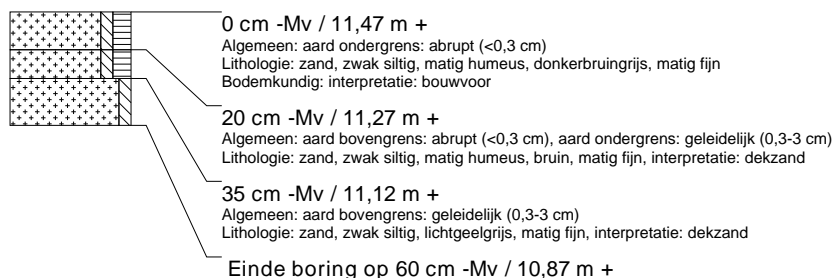 0 cm -Mv / 11,47 m +
Algemeen: aard ondergrens: abrupt (<0,3 cm)
Lithologie: zand, zwak siltig, matig humeus, donkerbruingrijs, matig fijn
Bodemkundig: interpretatie: bouwvoor
20 cm -Mv / 11,27 m +
Algemeen: aard bovengrens: abrupt (<0,3 cm), aard ondergrens: geleidelijk (0,3-3 cm)
Lithologie: zand, zwak siltig, matig humeus, bruin, matig fijn, interpretatie: dekzand
35 cm -Mv / 11,12 m +
Algemeen: aard bovengrens: geleidelijk (0,3-3 cm)
Lithologie: zand, zwak siltig, lichtgeelgrijs, matig fijn, interpretatie: dekzand
Einde boring op 60 cm -Mv / 10,87 m +